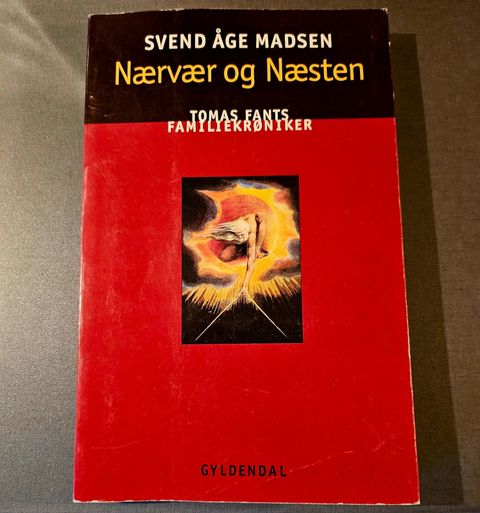 SVEND ÅGE MADSEN
Nærvær og Næsten
TOMAS FANTS
FAMILIEKRØNIKER
GYLDENDAL